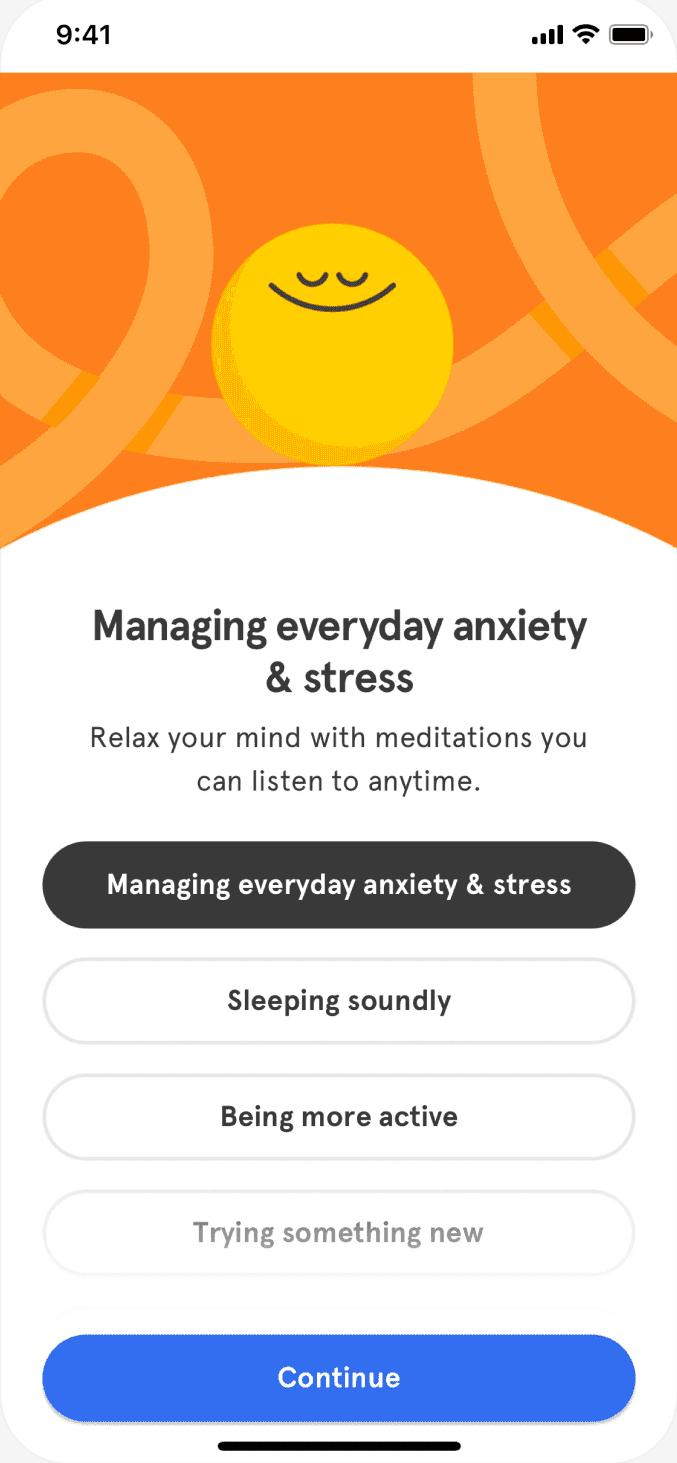 9:41
Managing everyday anxiety
& stress
Relax your mind with meditations you
can listen to anytime.
Managing everyday anxiety & stress
Sleeping soundly
Being more active
Trying something new
Continue